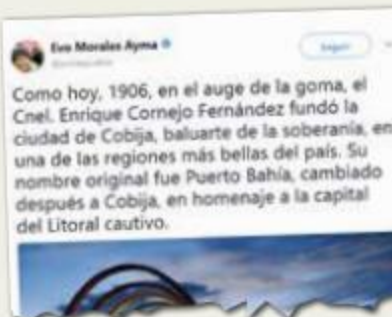 Evo Morales Ayma
Seguir
Como hoy, 1906, en el auge de la goma, el
Cnel. Enrique Cornejo Fernández fundó la
ciudad de Cobija, baluarte de la soberanía, en
una de las regiones más bellas del país. Su
nombre original fue Puerto Bahía, cambiado
después a Cobija, en homenaje a la capital
del Litoral cautivo.